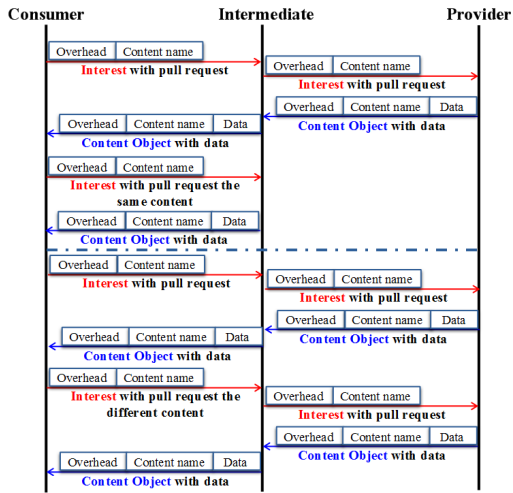 Consumer Intermediate Provider
Overhead Content name
Interest with pull request
Overhead Content name
Interest with pull request
Overhead Content name Data
Content Object with data
Overhead Content name Data
Content Object with data
Overhead Content name
Interest with pull request the
same content
Overhead Content name Data
Content Object with data
Overhead Content name
Interest with pull request
Overhead Content name
Interest with pull request
Overhead Content name Data
Content Object with data
Overhead Content name Data
Content Object with data
Overhead Content name
Interest with pull request the
different content
Overhead Content name
Interest with pull request
Overhead Content name Data
Content Object with data
Overhead Content name Data
Content Object with data